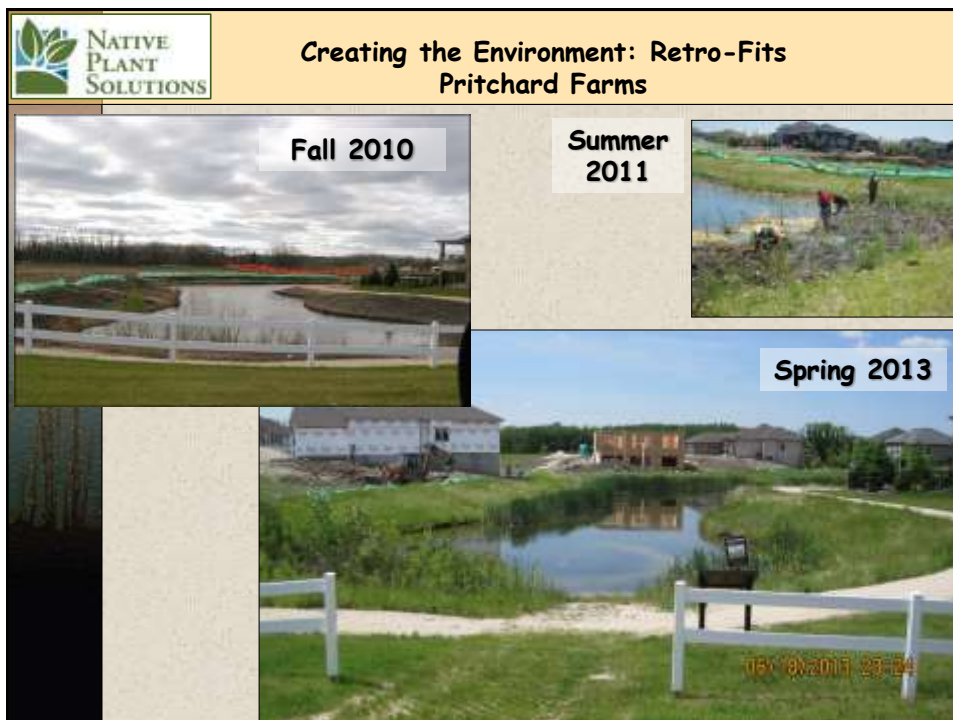 NATIVE
PLANT
SOLUTIONS
Creating the Environment: Retro-Fits
Pritchard Farms
Fall 2010
Summer
2011
Spring 2013